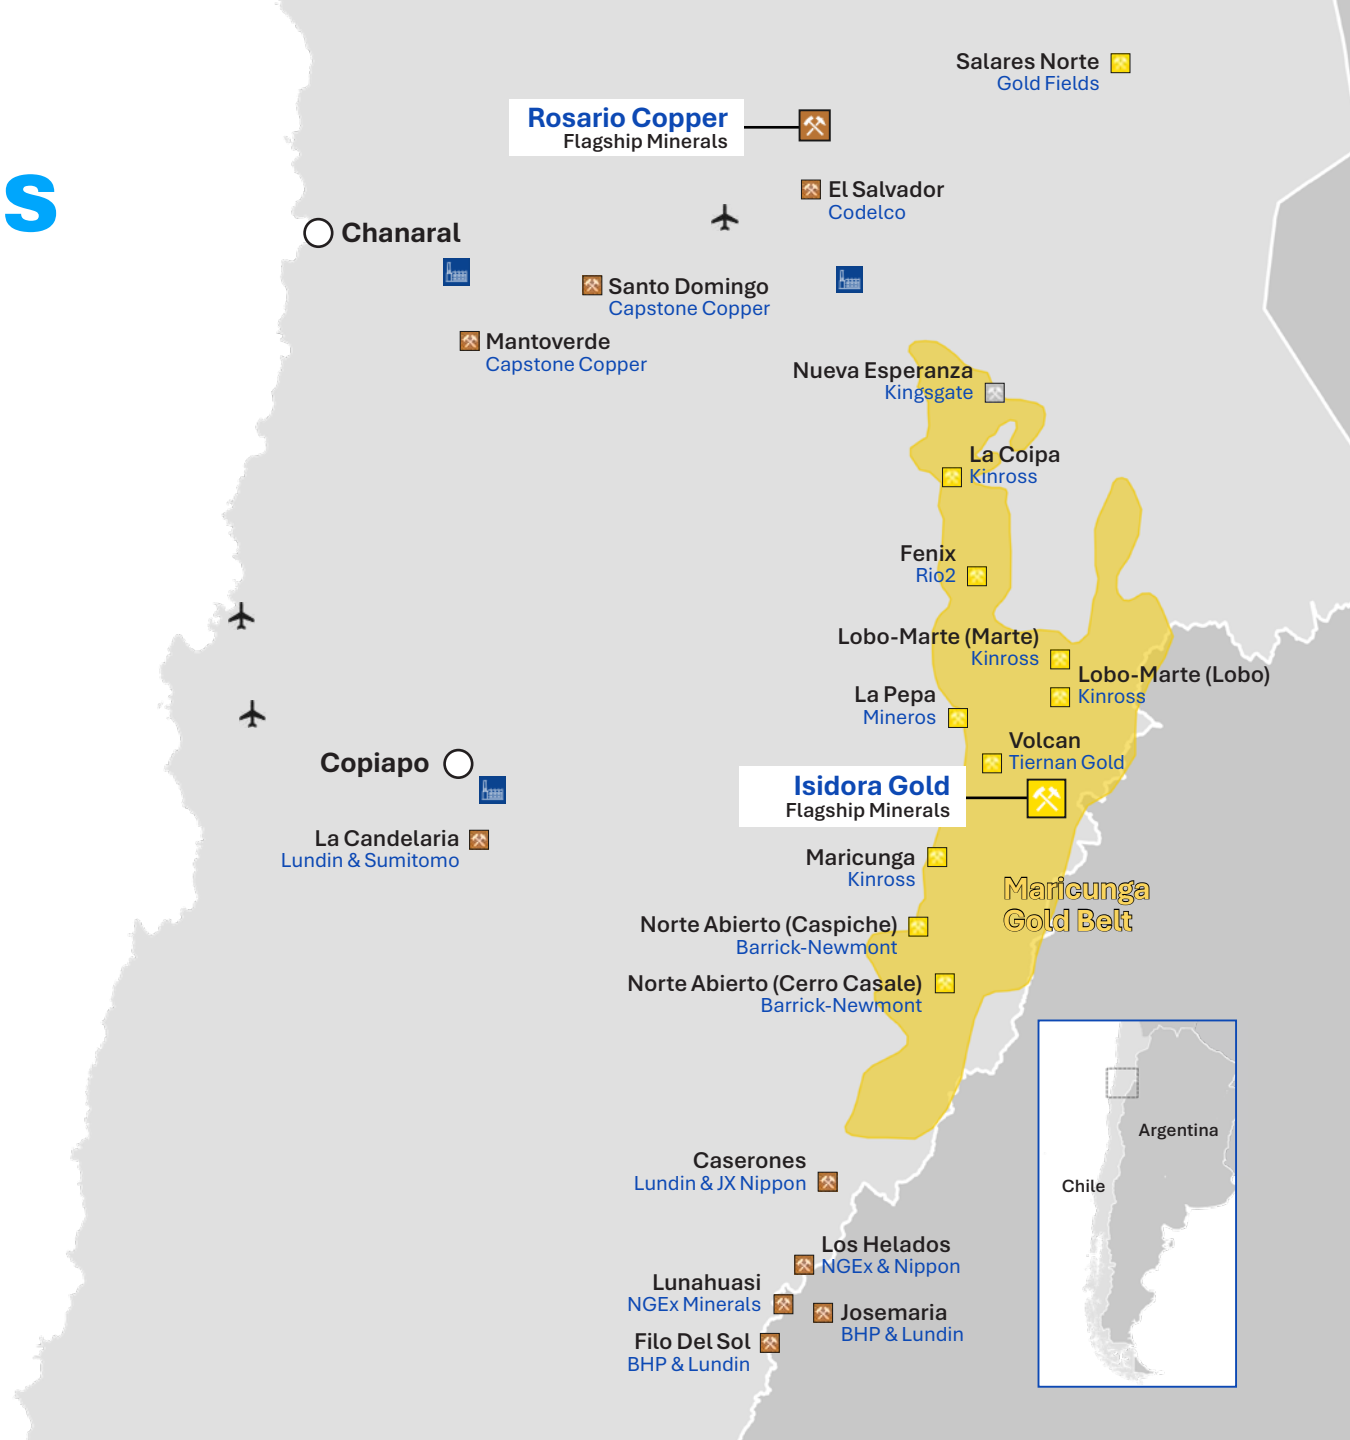 Salares Norte
Gold Fields
Rosario Copper
Flagship Minerals
s
El Salvador
Codelco
Chanaral
Santo Domingo
Capstone Copper
Mantoverde
Capstone Copper
Nueva Esperanza
Kingsgate
La Coipa
Kinross
Fenix
Rio2
Lobo-Marte (Marte)
Kinross
Lobo-Marte (Lobo)
Kinross
La Pepa
Mineros
Volcan
Tiernan Gold
Copiapo
Isidora Gold
Flagship Minerals
La Candelaria
Lundin & Sumitomo
Maricunga
Kinross
Maricunga
Gold Belt
Norte Abierto (Caspiche)
Barrick-Newmont
Norte Abierto (Cerro Casale)
Barrick-Newmont
Argentina
Chile
Caserones
Lundin & JX Nippon
Los Helados
NGEx & Nippon
Lunahuasi
NGEx Minerals
Josemaria
BHP & Lundin
Filo Del Sol
BHP & Lundin